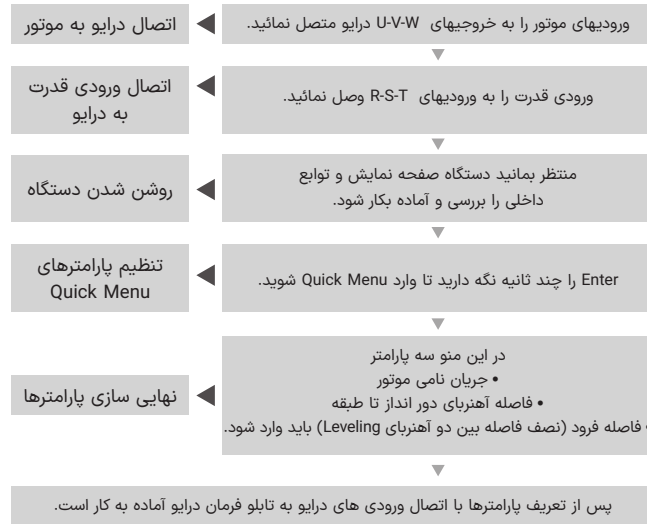 ورودیهای موتور را به خروجیهای U-V-W درایو متصل نمائید.
اتصال درایو به موتور
ورودی قدرت را به ورودیهای R-S-T وصل نمائید.
اتصال ورودی قدرت
به درایو
منتظر بمانید دستگاه صفحه نمایش و توابع
داخلی را بررسی و آماده بکار شود.
روشن شدن دستگاه
Enter را چند ثانیه نگه دارید تا وارد Quick Menu شوید.
تنظیم پارامترهای
Quick Menu
در این منو سه پارامتر
• جریان نامی موتور
• فاصله آهنربای دور انداز تا طبقه
• فاصله فرود (نصف فاصله بین دو آهنربای Leveling) باید وارد شود.
نهایی سازی پارامترها
پس از تعریف پارامترها با اتصال ورودی های درایو به تابلو فرمان درایو آماده به کار است.